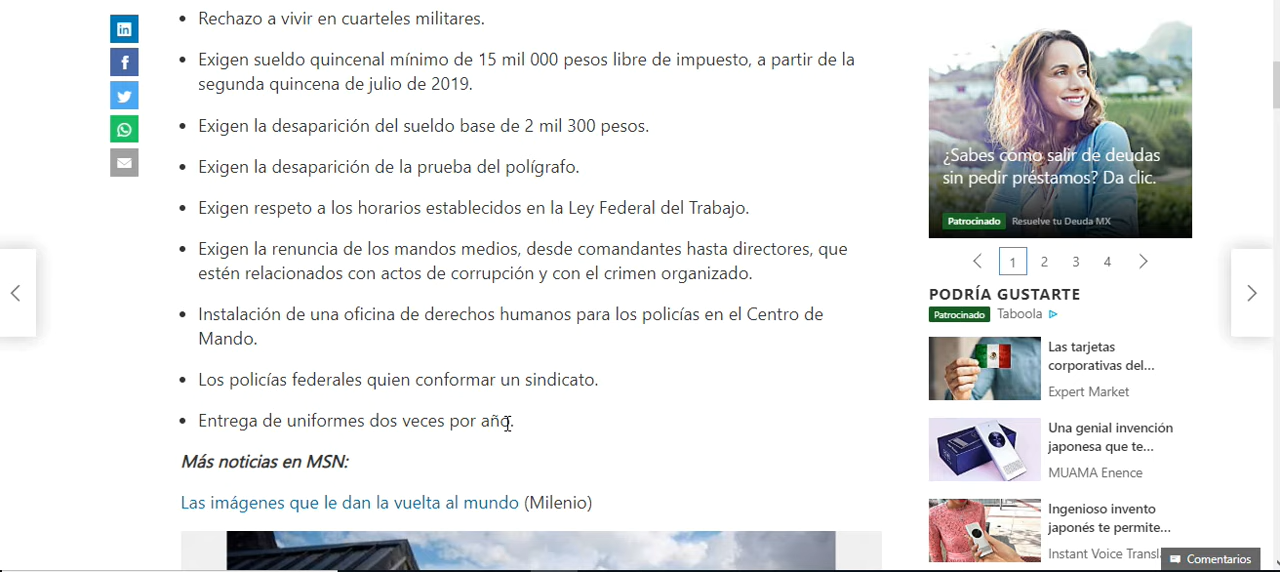 Rechazo a vivir en cuarteles militares.
Exigen sueldo quincenal mínimo de 15 mil 000 pesos libre de impuesto, a partir de la
segunda quincena de julio de 2019.
Exigen la desaparición del sueldo base de 2 mil 300 pesos.
Exigen la desaparición de la prueba del polígrafo.
Exigen respeto a los horarios establecidos en la Ley Federal del Trabajo.
Exigen la renuncia de los mandos medios, desde comandantes hasta directores, que
estén relacionados con actos de corrupción y con el crimen organizado.
Instalación de una oficina de derechos humanos para los policías en el Centro de
Mando.
Los policías federales quien conformar un sindicato.
Entrega de uniformes dos veces por año.
Más noticias en MSN:
Las imágenes que le dan la vuelta al mundo (Milenio)
¿Sabes cómo salir de deudas
sin pedir préstamos? Da clic.
Patrocinado Resuelve tu Deuda MX
1 2 3 4
PODRÍA GUSTARTE
Patrocinado Taboola
Las tarjetas
corporativas del...
Expert Market
Una genial invención
japonesa que te...
MUAMA Enence
Ingenioso invento
japonés te permite...
Instant Voice Transl
Comentarios